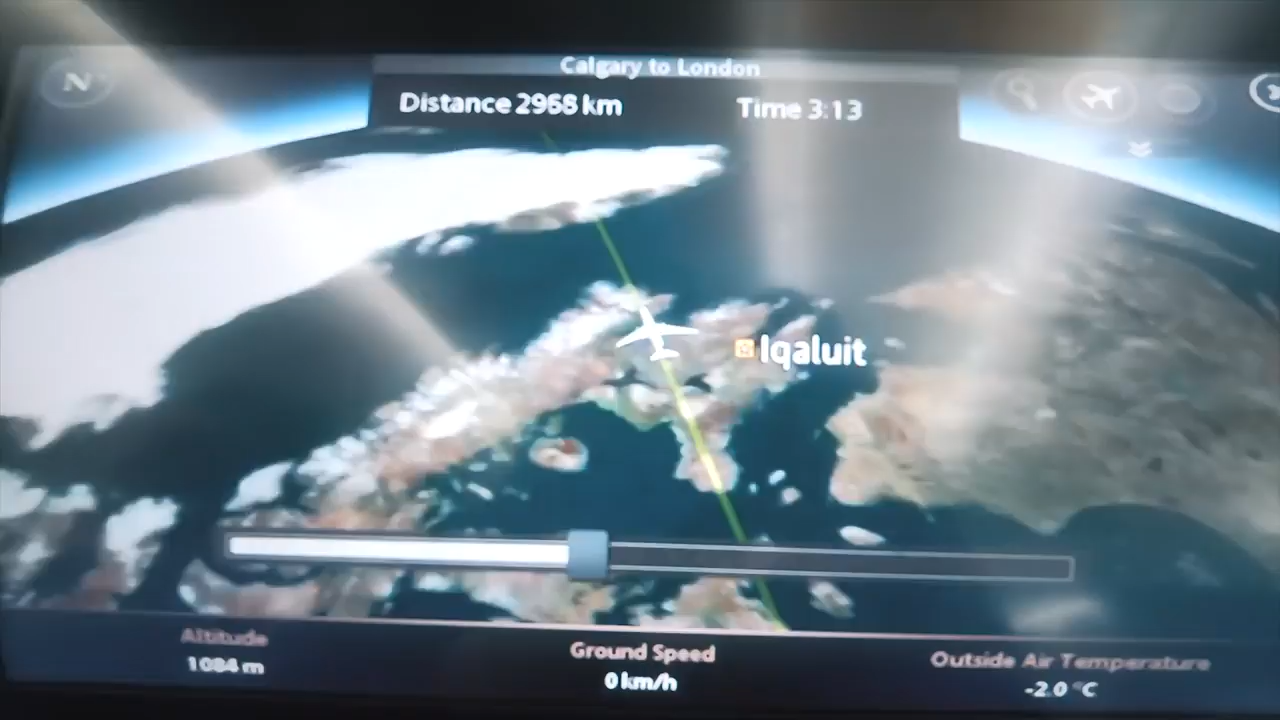 N
Calgary to London
Distance 2968 km
Time 3:13
Iqaluit
Altitude
1084 m
Ground Speed
0 km/h
Outside Air Temperature
-2.0 °C